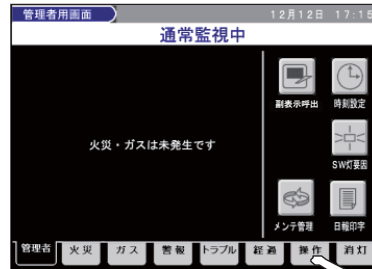 管理者用画面 12月12日 17:15
通常監視中
副表示呼出 時刻設定
火災・ガスは未発生です
SW灯要因
メンテ管理 日報印字
管理者 火災 ガス 警報 トラブル 経過 操作 消灯